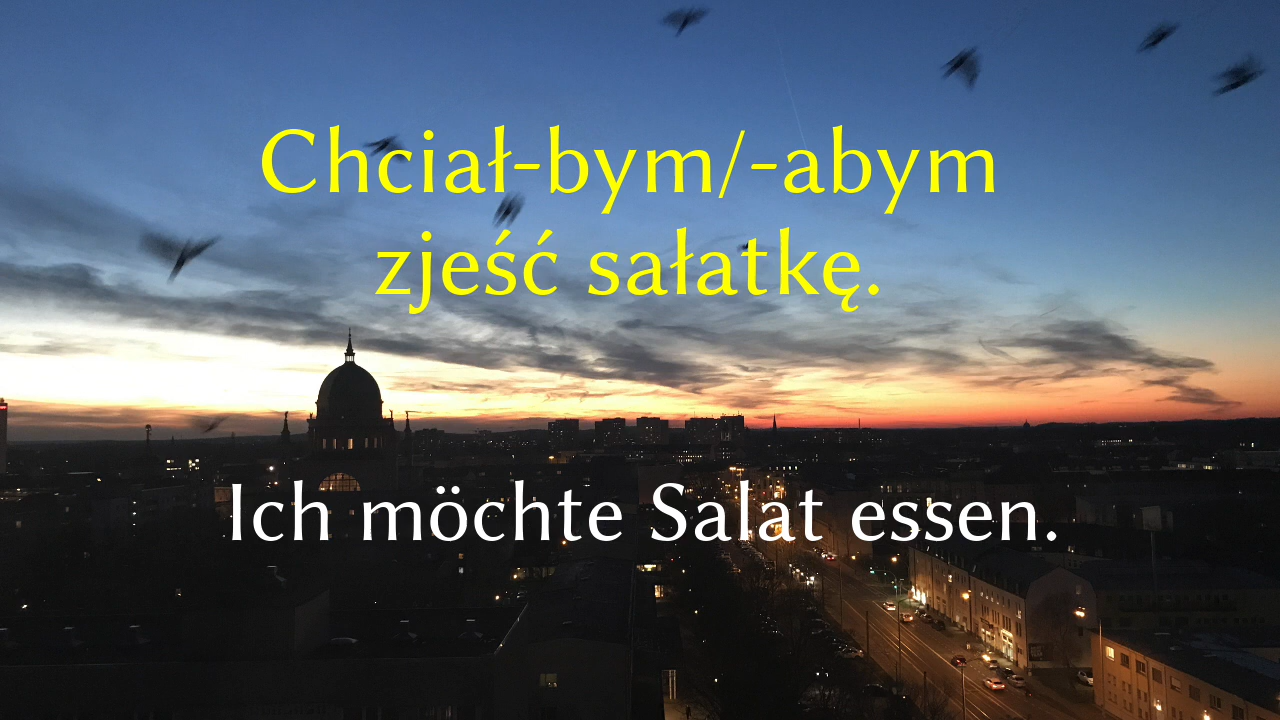 Chciał-bym/-abym
zjeść sałatkę.
Ich möchte Salat essen.